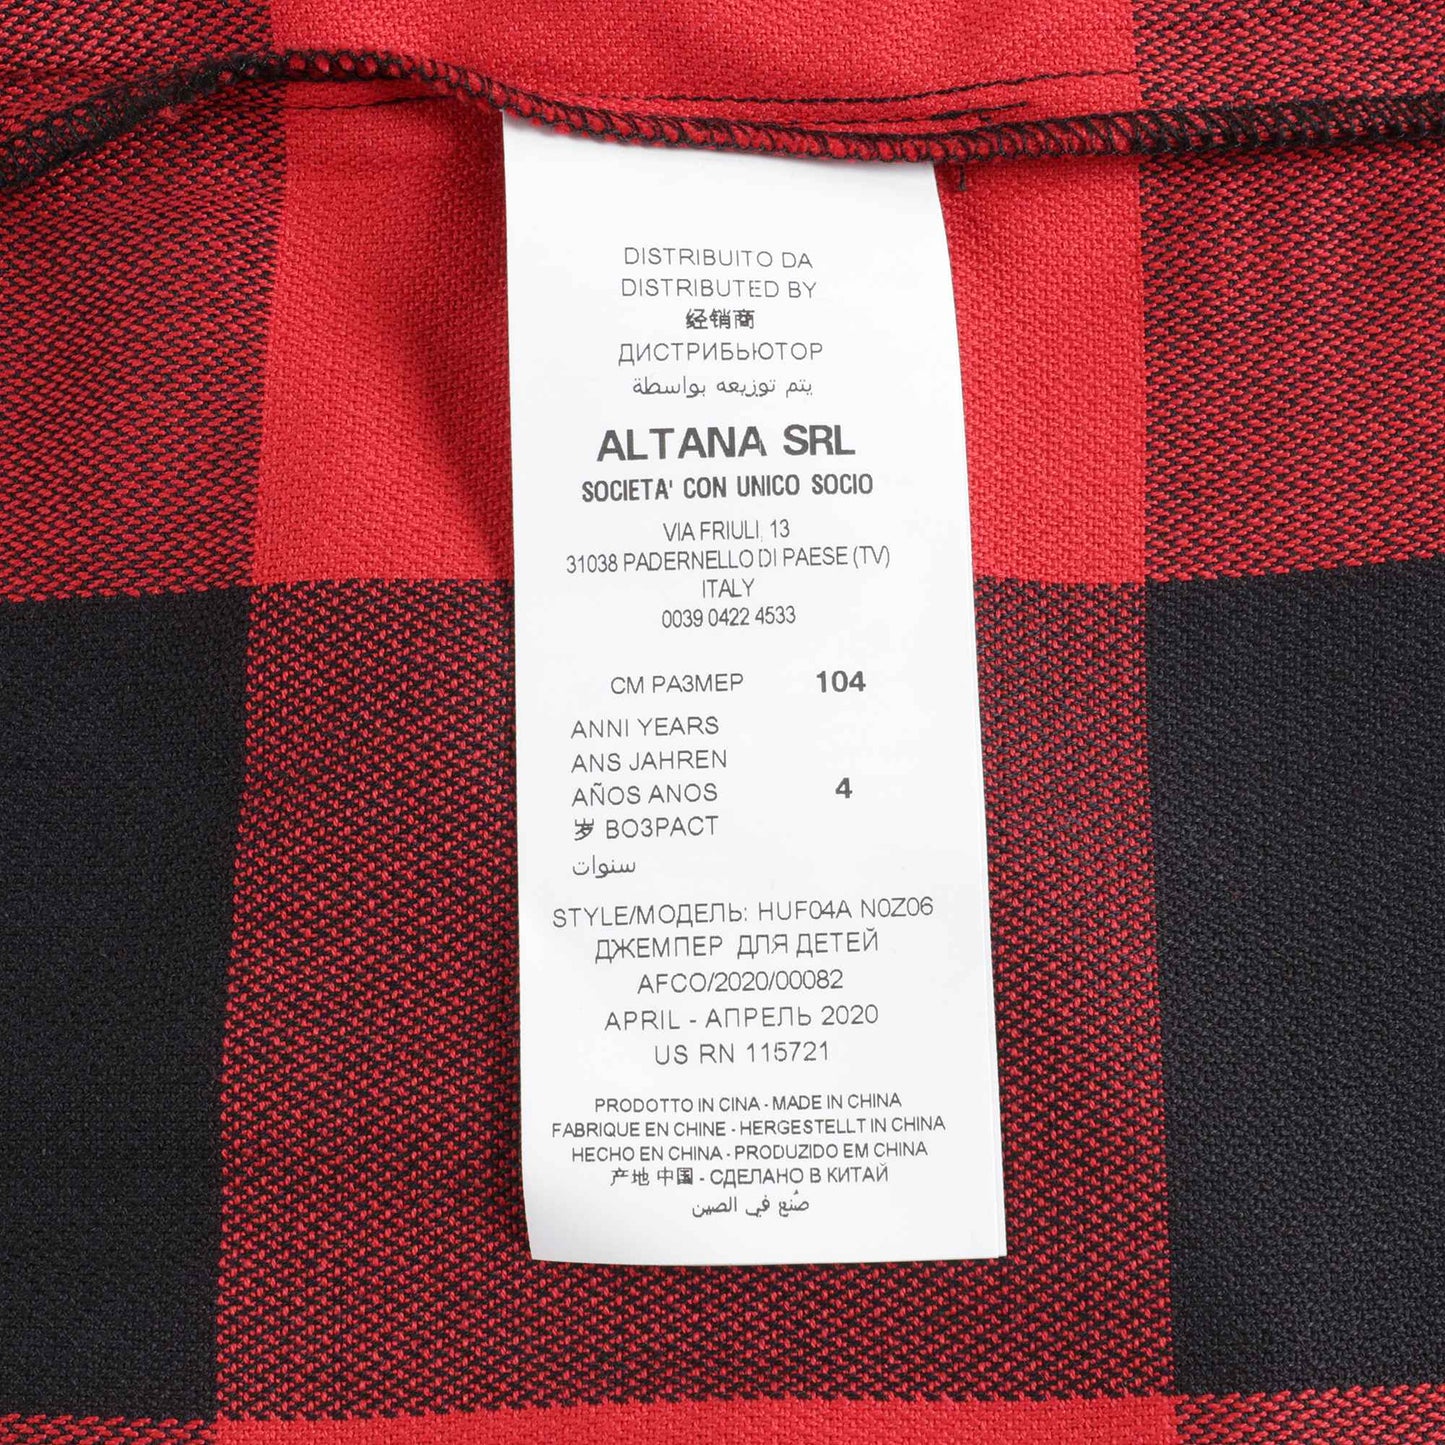 DISTRIBUITO DA
DISTRIBUTED BY
经销商
ДИСТРИБЬЮТОР
يتم توزيعه بواسطة
ALTANA SRL
SOCIETA' CON UNICO SOCIO
VIA FRIULI, 13
31038 PADERNELLO DI PAESE (TV)
ITALY
0039 0422 4533
СМ РАЗМЕР 104
ANNI YEARS
ANS JAHREN
AÑOS ANOS 4
岁 ВОЗРАСТ
سنوات
STYLE/МОДЕЛЬ: HUF04A N0Z06
ДЖЕМПЕР ДЛЯ ДЕТЕЙ
AFCO/2020/00082
APRIL - АПРЕЛЬ 2020
US RN 115721
PRODOTTO IN CINA - MADE IN CHINA
FABRIQUE EN CHINE - HERGESTELLT IN CHINA
HECHO EN CHINA - PRODUZIDO EM CHINA
产地 中国 - СДЕЛАНО В КИТАЙ
صُنع في الصين